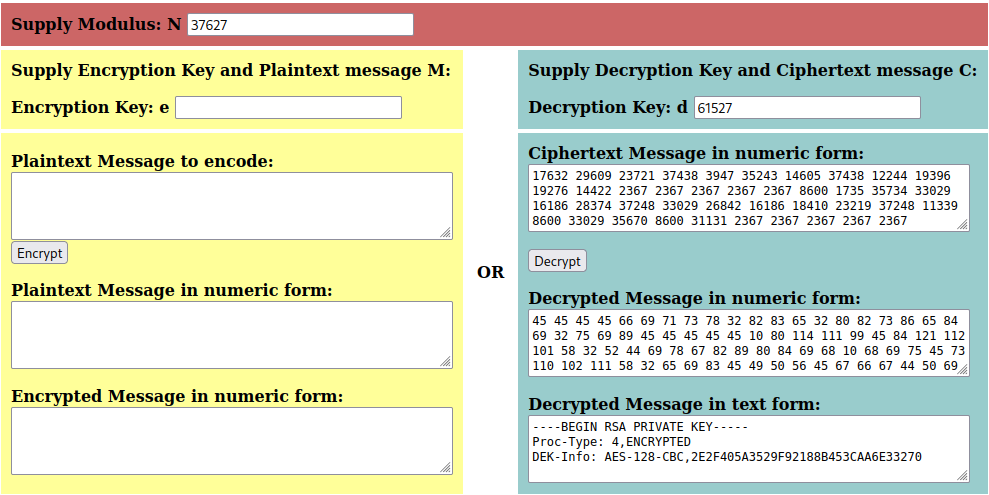 Supply Modulus: N 37627
Supply Encryption Key and Plaintext message M:
Encryption Key: e
Plaintext Message to encode:
Encrypt
Plaintext Message in numeric form:
Encrypted Message in numeric form:
OR
Supply Decryption Key and Ciphertext message C:
Decryption Key: d 61527
Ciphertext Message in numeric form:
17632 29609 23721 37438 3947 35243 14605 37438 12244 19396
19276 14422 2367 2367 2367 2367 2367 8600 1735 35734 33029
16186 28374 37248 33029 26842 16186 18410 23219 37248 11339
8600 33029 35670 8600 31131 2367 2367 2367 2367 2367
Decrypt
Decrypted Message in numeric form:
45 45 45 45 66 69 71 73 78 32 82 83 65 32 80 82 73 86 65 84
69 32 75 69 89 45 45 45 45 45 10 80 114 111 99 45 84 121 112
101 58 32 52 44 69 78 67 82 89 80 84 69 68 10 68 69 75 45 73
110 102 111 58 32 65 69 83 45 49 50 56 45 67 66 67 44 50 69
Decrypted Message in text form:
----BEGIN RSA PRIVATE KEY-----
Proc-Type: 4,ENCRYPTED
DEK-Info: AES-128-CBC,2E2F405A3529F92188B453CAA6E33270